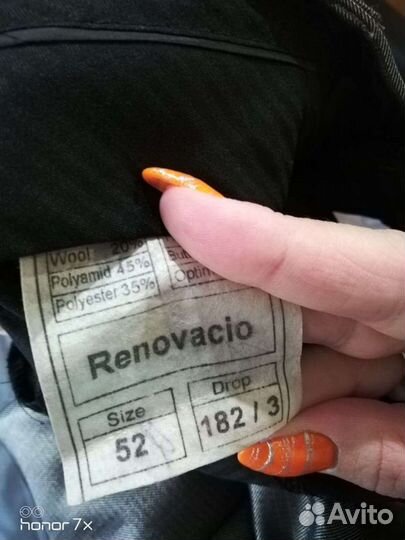 Wool 20%
Polyamid 45%
Polyester 35%
Renovacio
Size
Drop
52
182 / 3
honor 7x
Avito